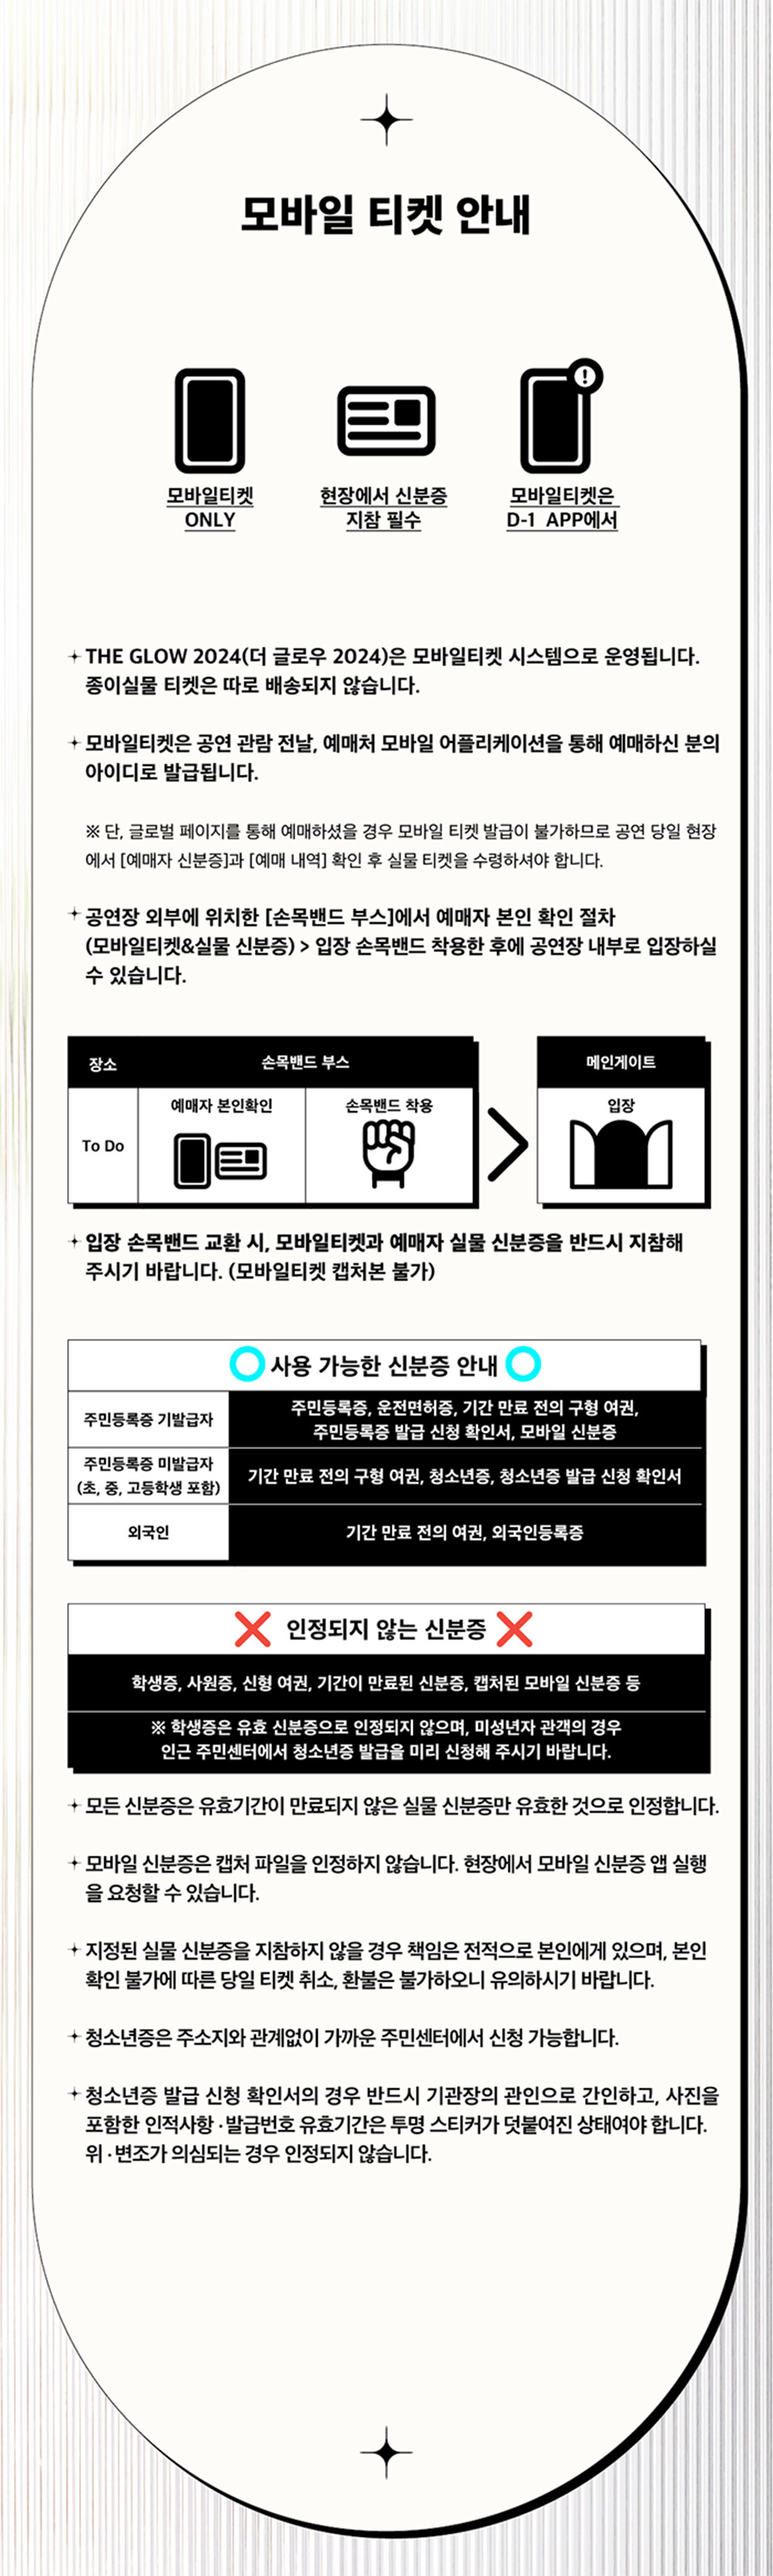 모바일 티켓 안내
모바일티켓
ONLY
현장에서 신분증
지참 필수
모바일티켓은
D-1 APP에서
THE GLOW 2024(더 글로우 2024)은 모바일티켓 시스템으로 운영됩니다.
종이실물 티켓은 따로 배송되지 않습니다.
모바일티켓은 공연 관람 전날, 예매처 모바일 어플리케이션을 통해 예매하신 분의
아이디로 발급됩니다.
※ 단, 글로벌 페이지를 통해 예매하셨을 경우 모바일 티켓 발급이 불가하므로 공연 당일 현장
에서 [예매자 신분증]과 [예매 내역] 확인 후 실물 티켓을 수령하셔야 합니다.
공연장 외부에 위치한 [손목밴드 부스]에서 예매자 본인 확인 절차
(모바일티켓&실물 신분증) > 입장 손목밴드 착용한 후에 공연장 내부로 입장하실
수 있습니다.
장소 손목밴드 부스 메인게이트
To Do 예매자 본인확인 손목밴드 착용 입장
입장 손목밴드 교환 시, 모바일티켓과 예매자 실물 신분증을 반드시 지참해
주시기 바랍니다. (모바일티켓 캡처본 불가)
사용 가능한 신분증 안내
주민등록증 기발급자
주민등록증, 운전면허증, 기간 만료 전의 구형 여권,
주민등록증 발급 신청 확인서, 모바일 신분증
주민등록증 미발급자
(초, 중, 고등학생 포함)
기간 만료 전의 구형 여권, 청소년증, 청소년증 발급 신청 확인서
외국인
기간 만료 전의 여권, 외국인등록증
인정되지 않는 신분증
학생증, 사원증, 신형 여권, 기간이 만료된 신분증, 캡처된 모바일 신분증 등
※ 학생증은 유효 신분증으로 인정되지 않으며, 미성년자 관객의 경우
인근 주민센터에서 청소년증 발급을 미리 신청해 주시기 바랍니다.
모든 신분증은 유효기간이 만료되지 않은 실물 신분증만 유효한 것으로 인정합니다.
모바일 신분증은 캡처 파일을 인정하지 않습니다. 현장에서 모바일 신분증 앱 실행
을 요청할 수 있습니다.
지정된 실물 신분증을 지참하지 않을 경우 책임은 전적으로 본인에게 있으며, 본인
확인 불가에 따른 당일 티켓 취소, 환불은 불가하오니 유의하시기 바랍니다.
청소년증은 주소지와 관계없이 가까운 주민센터에서 신청 가능합니다.
청소년증 발급 신청 확인서의 경우 반드시 기관장의 관인으로 간인하고, 사진을
포함한 인적사항·발급번호 유효기간은 투명 스티커가 덧붙여진 상태여야 합니다.
위·변조가 의심되는 경우 인정되지 않습니다.